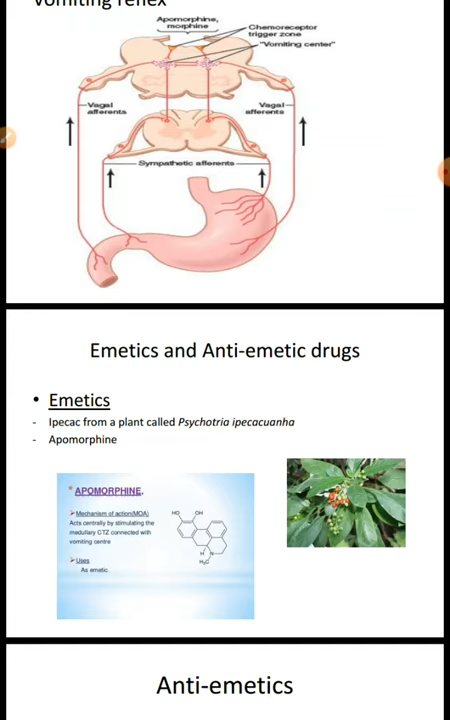 vomiting reflex
Apomorphine,
morphine
Chemoreceptor
trigger zone
"Vomiting center"
Vagal
afferents
Vagal
afferents
Sympathetic afferents
Emetics and Anti-emetic drugs
• Emetics
- Ipecac from a plant called Psychotria ipecacuanha
- Apomorphine
* APOMORPHINE.
➢ Mechanism of action(MOA)
Acts centrally by stimulating the
medullary CTZ connected with
vomiting centre
➢ Uses
As emetic.
HO OH
H N
H₃C
Anti-emetics